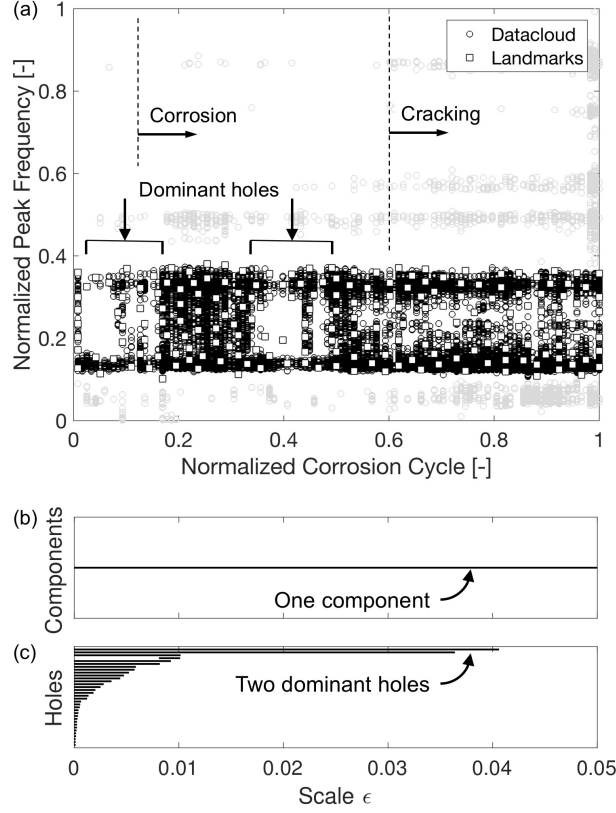 (a)
Normalized Peak Frequency [-]
1
0.8
0.6
0.4
0.2
0
Datacloud
Landmarks
Corrosion
Cracking
Dominant holes
0 0.2 0.4 0.6 0.8 1
Normalized Corrosion Cycle [-]
(b)
Components
One component
(c)
Holes
Two dominant holes
0 0.01 0.02 0.03 0.04 0.05
Scale ϵ